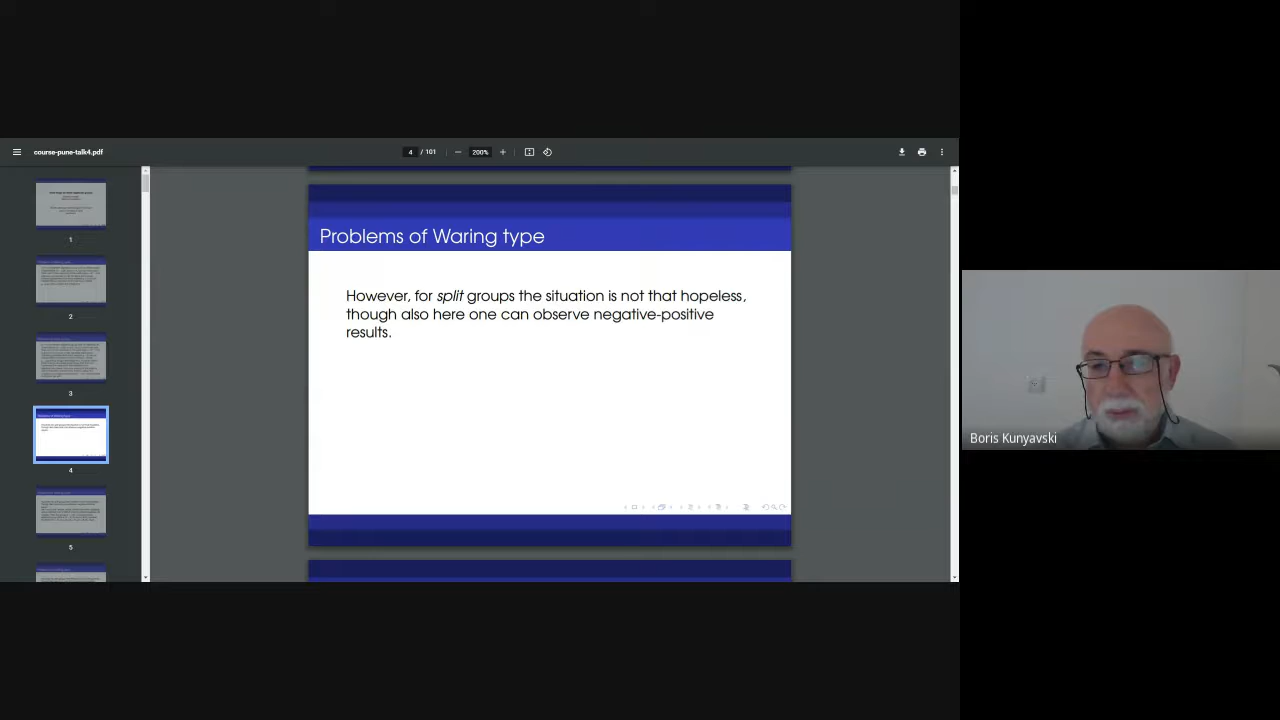 course-pune-talk4.pdf
4 / 101
200%
Problems of Waring type
However, for split groups the situation is not that hopeless,
though also here one can observe negative-positive
results.
1
2
3
4
5
Boris Kunyavski